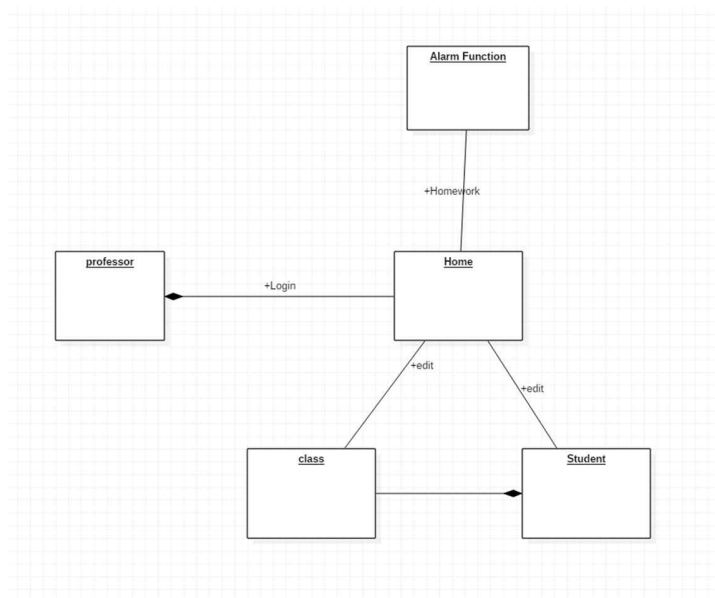 Alarm Function
+Homework
professor
+Login
Home
+edit
+edit
class
Student